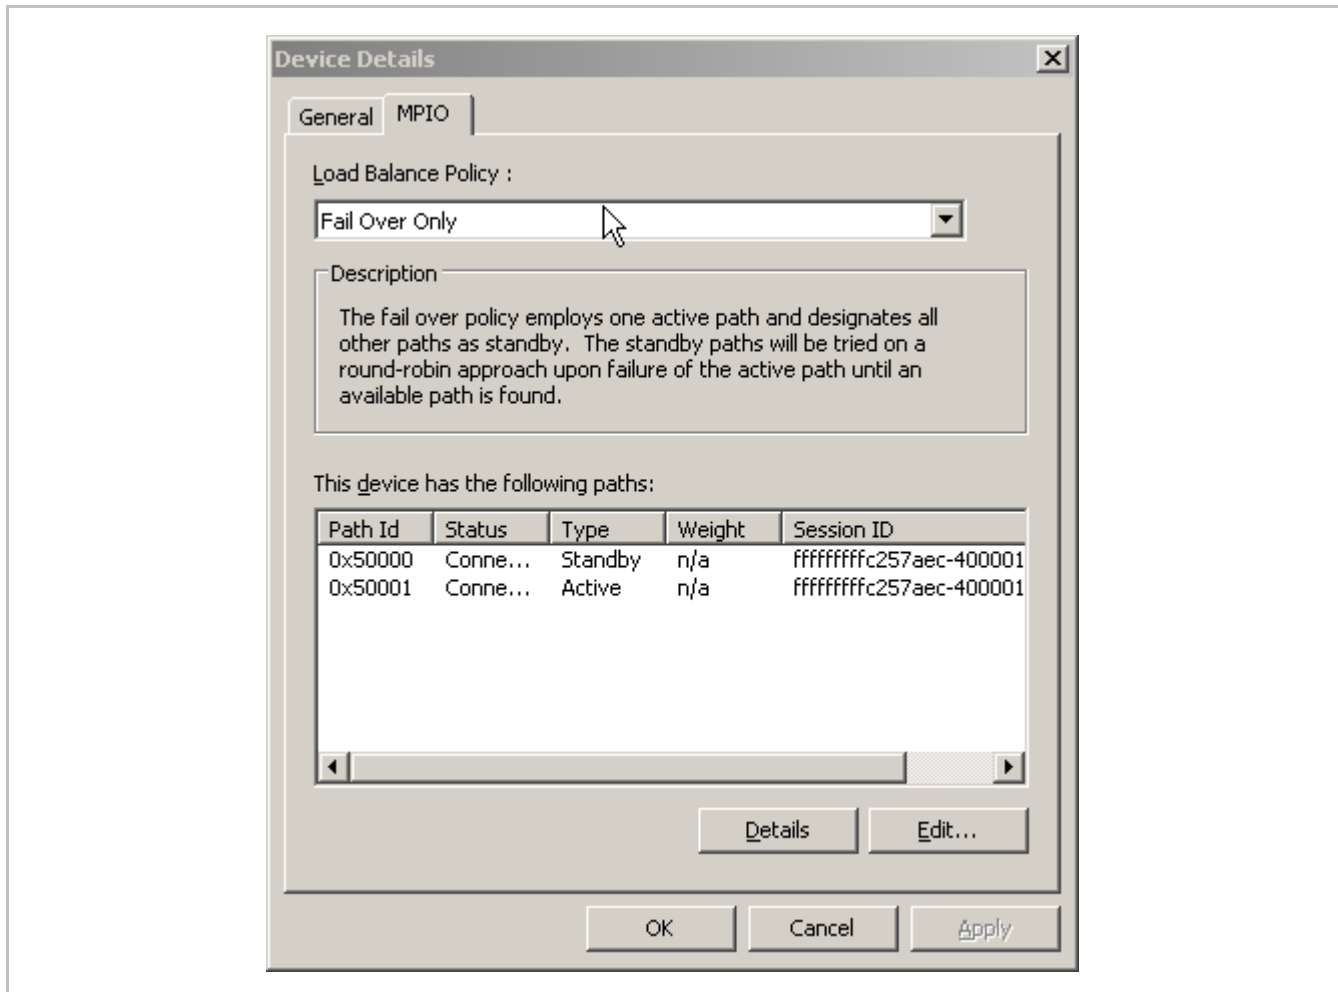 Device Details
General MPIO
Load Balance Policy :
Fail Over Only
Description
The fail over policy employs one active path and designates all
other paths as standby.  The standby paths will be tried on a
round-robin approach upon failure of the active path until an
available path is found.
This device has the following paths:
Path Id Status Type Weight Session ID
0x50000 Conne... Standby n/a fffffffffc257aec-400001
0x50001 Conne... Active n/a fffffffffc257aec-400001
Details Edit...
OK Cancel Apply